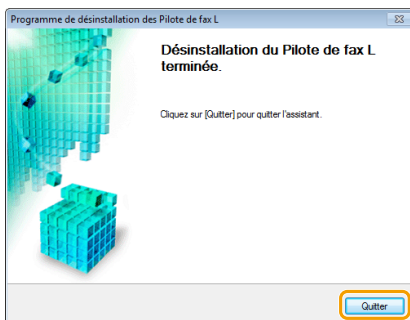 Programme de désinstallation des Pilote de fax L
Désinstallation du Pilote de fax L
terminée.
Cliquez sur [Quitter] pour quitter l'assistant.
Quitter